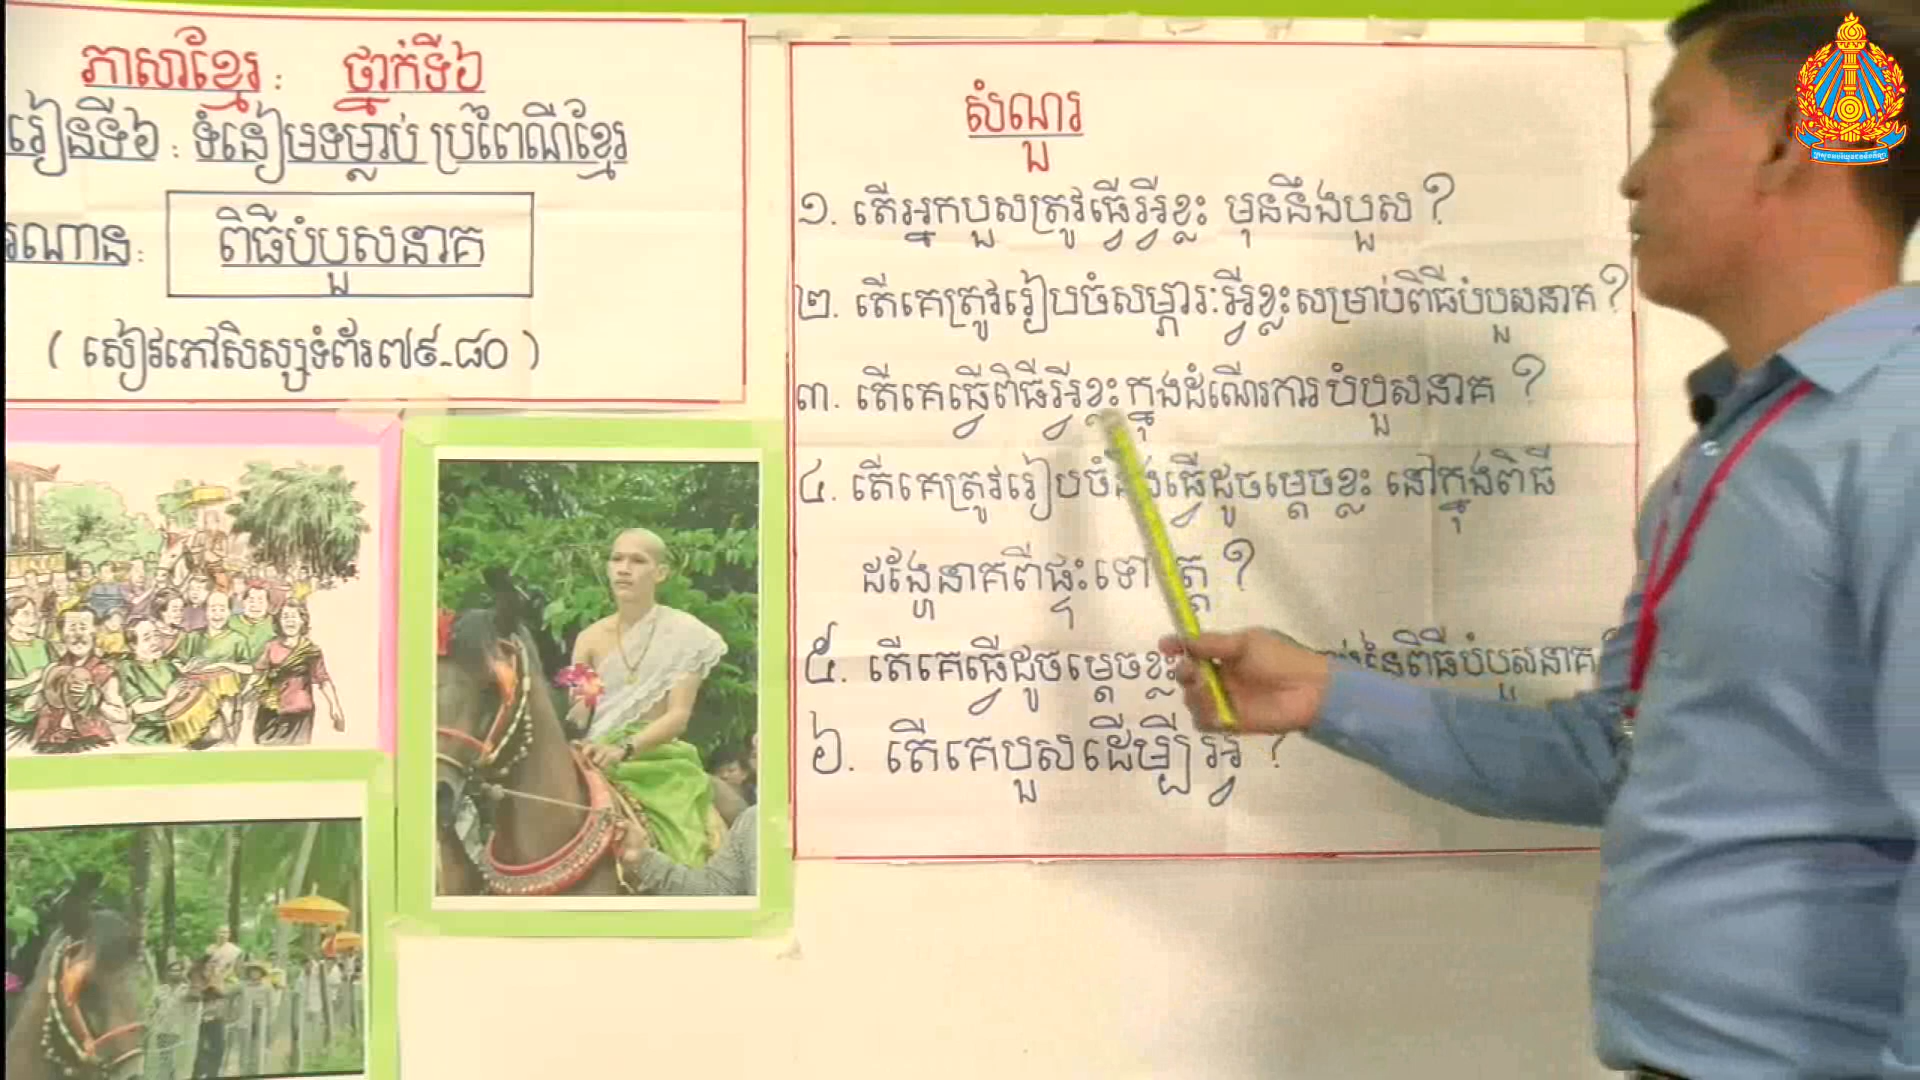 ភាសាខ្មែរ : ថ្នាក់ទី៦
រៀនទី៦ : ទំនៀមទម្លាប់ ប្រពៃណីខ្មែរ
រណាន: ពិធីបំបួសនាគ
( សៀវភៅសិស្សទំព័រ៧៩-៨០ )
សំណួរ
១. តើអ្នកបួសត្រូវធ្វើអ្វីខ្លះ មុននឹងបួស ?
២. តើគេត្រូវរៀបចំសម្ភារៈអ្វីខ្លះសម្រាប់ពិធីបំបួសនាគ ?
៣. តើគេធ្វើពិធីអ្វីខ្លះក្នុងដំណើរការបំបួសនាគ ?
៤. តើគេត្រូវរៀបចំ ធ្វើដូចម្ដេចខ្លះ នៅក្នុងពិធី
ដង្ហែនាគពីផ្ទះទៅ ?
៥. តើគេធ្វើដូចម្ដេចខ្លះ នៃពិធីបំបួសនាគ
៦. តើគេបួសដើម្បីអ្វី ?